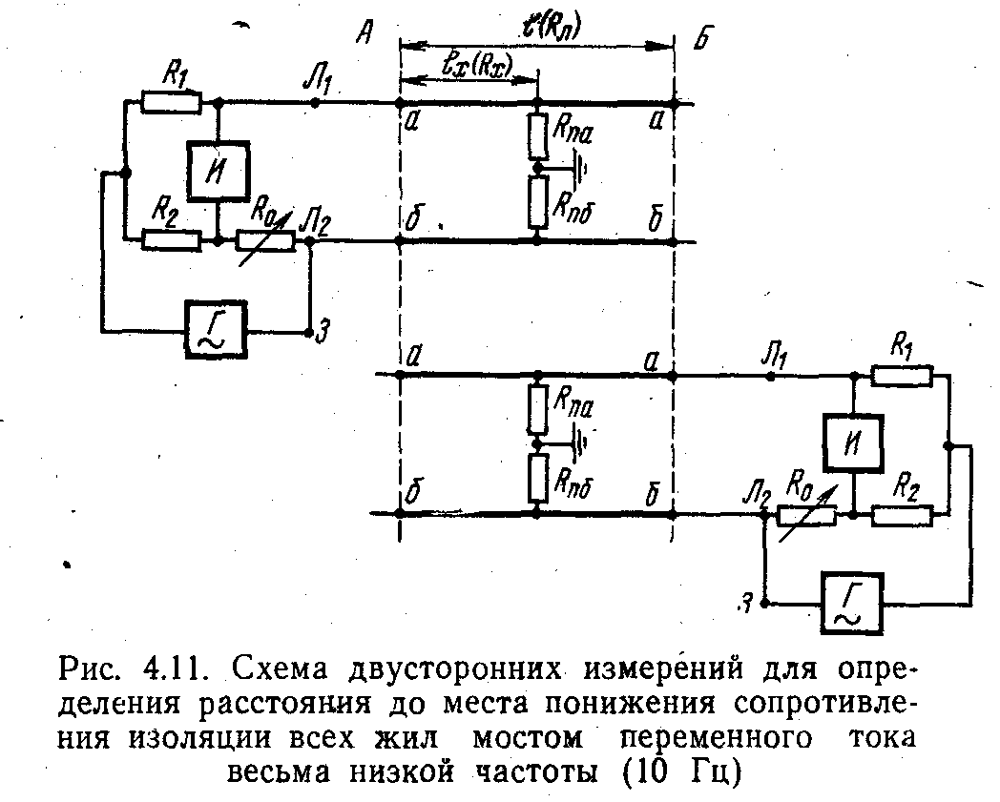 А ℓ(Rл) Б
ℓx(Rx)
R1 Л1
а а
Rпа
И
R2 R0 Л2 б Rпб б
Г
~
З
а а Л1 R1
Rпа
И
б Rпб б Л2 R0 R2
З Г
~
Рис. 4.11. Схема двусторонних измерений для опре-
деления расстояния до места понижения сопротивле-
ния изоляции всех жил мостом переменного тока
весьма низкой частоты (10 Гц)